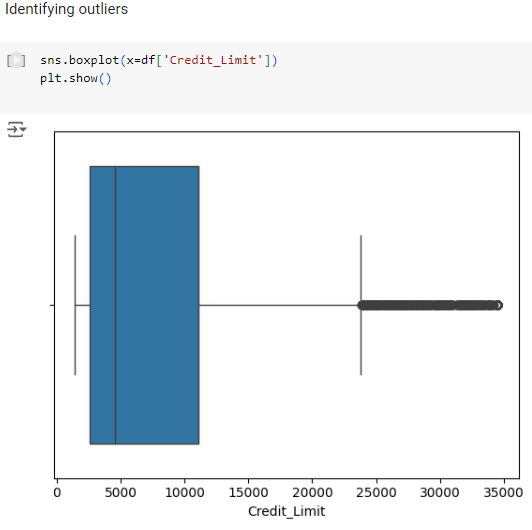 Identifying outliers
sns.boxplot(x=df['Credit_Limit'])
plt.show()
0 5000 10000 15000 20000 25000 30000 35000
Credit_Limit